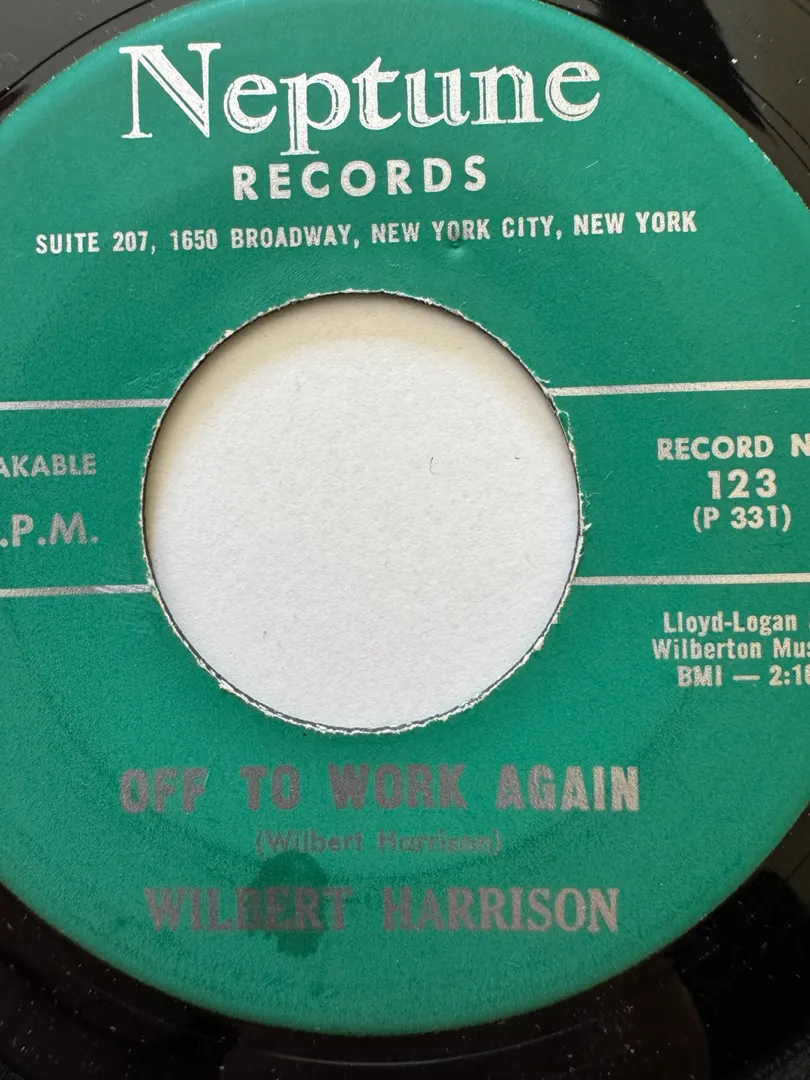 Neptune
RECORDS
SUITE 207, 1650 BROADWAY, NEW YORK CITY, NEW YORK
AKABLE
.P.M.
RECORD N
123
(P 331)
Lloyd-Logan
Wilberton Mus
BMI — 2:1
OFF TO WORK AGAIN
(Wilbert Harrison)
WILBERT HARRISON